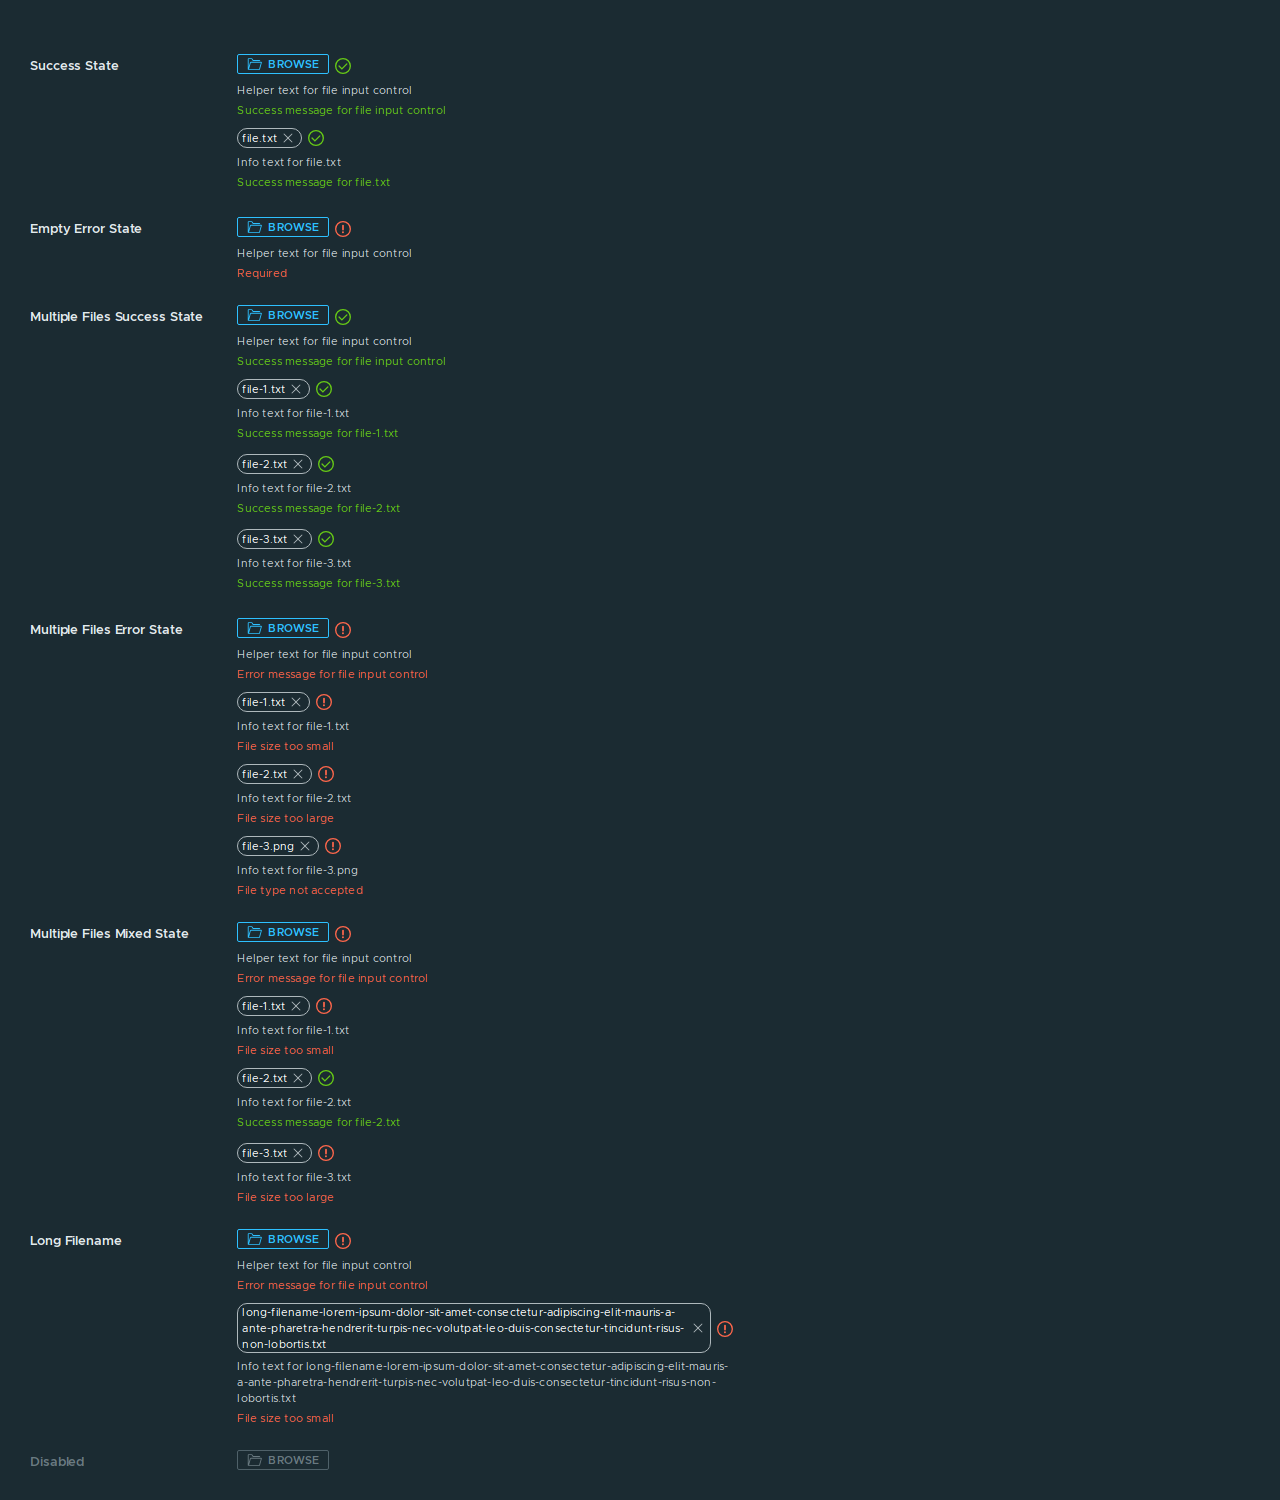 Success State
BROWSE
Helper text for file input control
Success message for file input control
file.txt
Info text for file.txt
Success message for file.txt
Empty Error State
BROWSE
Helper text for file input control
Required
Multiple Files Success State
BROWSE
Helper text for file input control
Success message for file input control
file-1.txt
Info text for file-1.txt
Success message for file-1.txt
file-2.txt
Info text for file-2.txt
Success message for file-2.txt
file-3.txt
Info text for file-3.txt
Success message for file-3.txt
Multiple Files Error State
BROWSE
Helper text for file input control
Error message for file input control
file-1.txt
Info text for file-1.txt
File size too small
file-2.txt
Info text for file-2.txt
File size too large
file-3.png
Info text for file-3.png
File type not accepted
Multiple Files Mixed State
BROWSE
Helper text for file input control
Error message for file input control
file-1.txt
Info text for file-1.txt
File size too small
file-2.txt
Info text for file-2.txt
Success message for file-2.txt
file-3.txt
Info text for file-3.txt
File size too large
Long Filename
BROWSE
Helper text for file input control
Error message for file input control
long-filename-lorem-ipsum-dolor-sit-amet-consectetur-adipiscing-elit-mauris-a-
ante-pharetra-hendrerit-turpis-nec-volutpat-leo-duis-consectetur-tincidunt-risus-
non-lobortis.txt
Info text for long-filename-lorem-ipsum-dolor-sit-amet-consectetur-adipiscing-elit-mauris-
a-ante-pharetra-hendrerit-turpis-nec-volutpat-leo-duis-consectetur-tincidunt-risus-non-
lobortis.txt
File size too small
Disabled
BROWSE